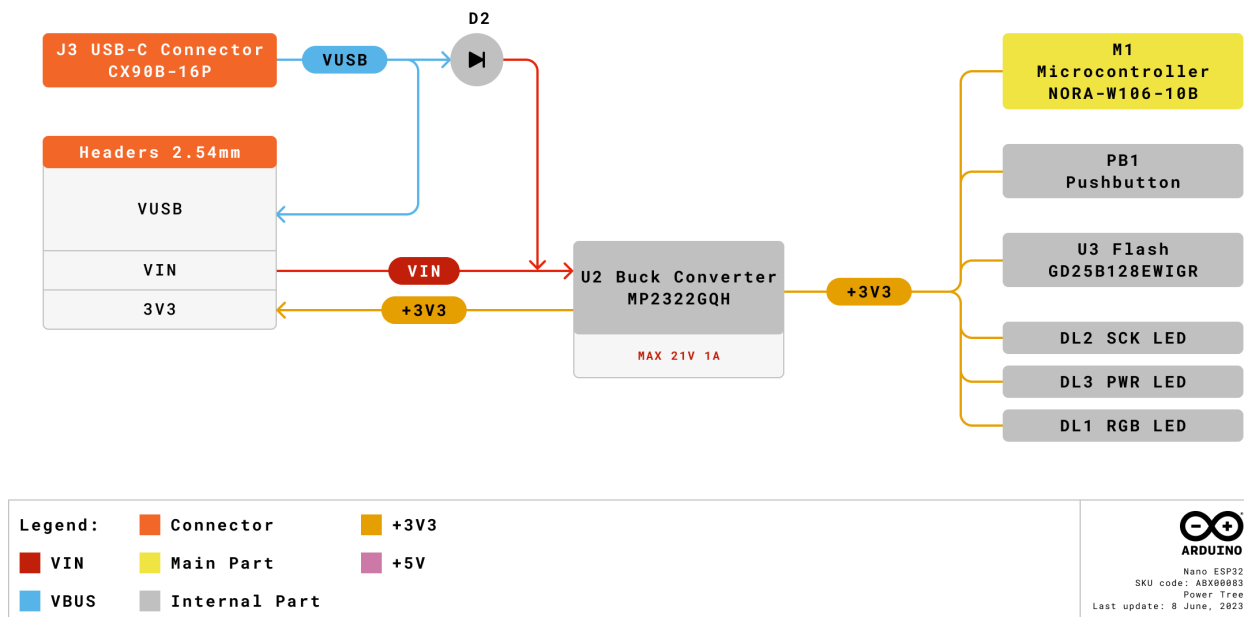 D2
J3 USB-C Connector
CX90B-16P
VUSB
Headers 2.54mm
VUSB
VIN
VIN
3V3
+3V3
U2 Buck Converter
MP2322GQH
MAX 21V 1A
+3V3
M1
Microcontroller
NORA-W106-10B
PB1
Pushbutton
U3 Flash
GD25B128EWIGR
DL2 SCK LED
DL3 PWR LED
DL1 RGB LED
Legend:
Connector
+3V3
VIN
Main Part
+5V
VBUS
Internal Part
ARDUINO
Nano ESP32
SKU code: ABX00083
Power Tree
Last update: 8 June, 2023